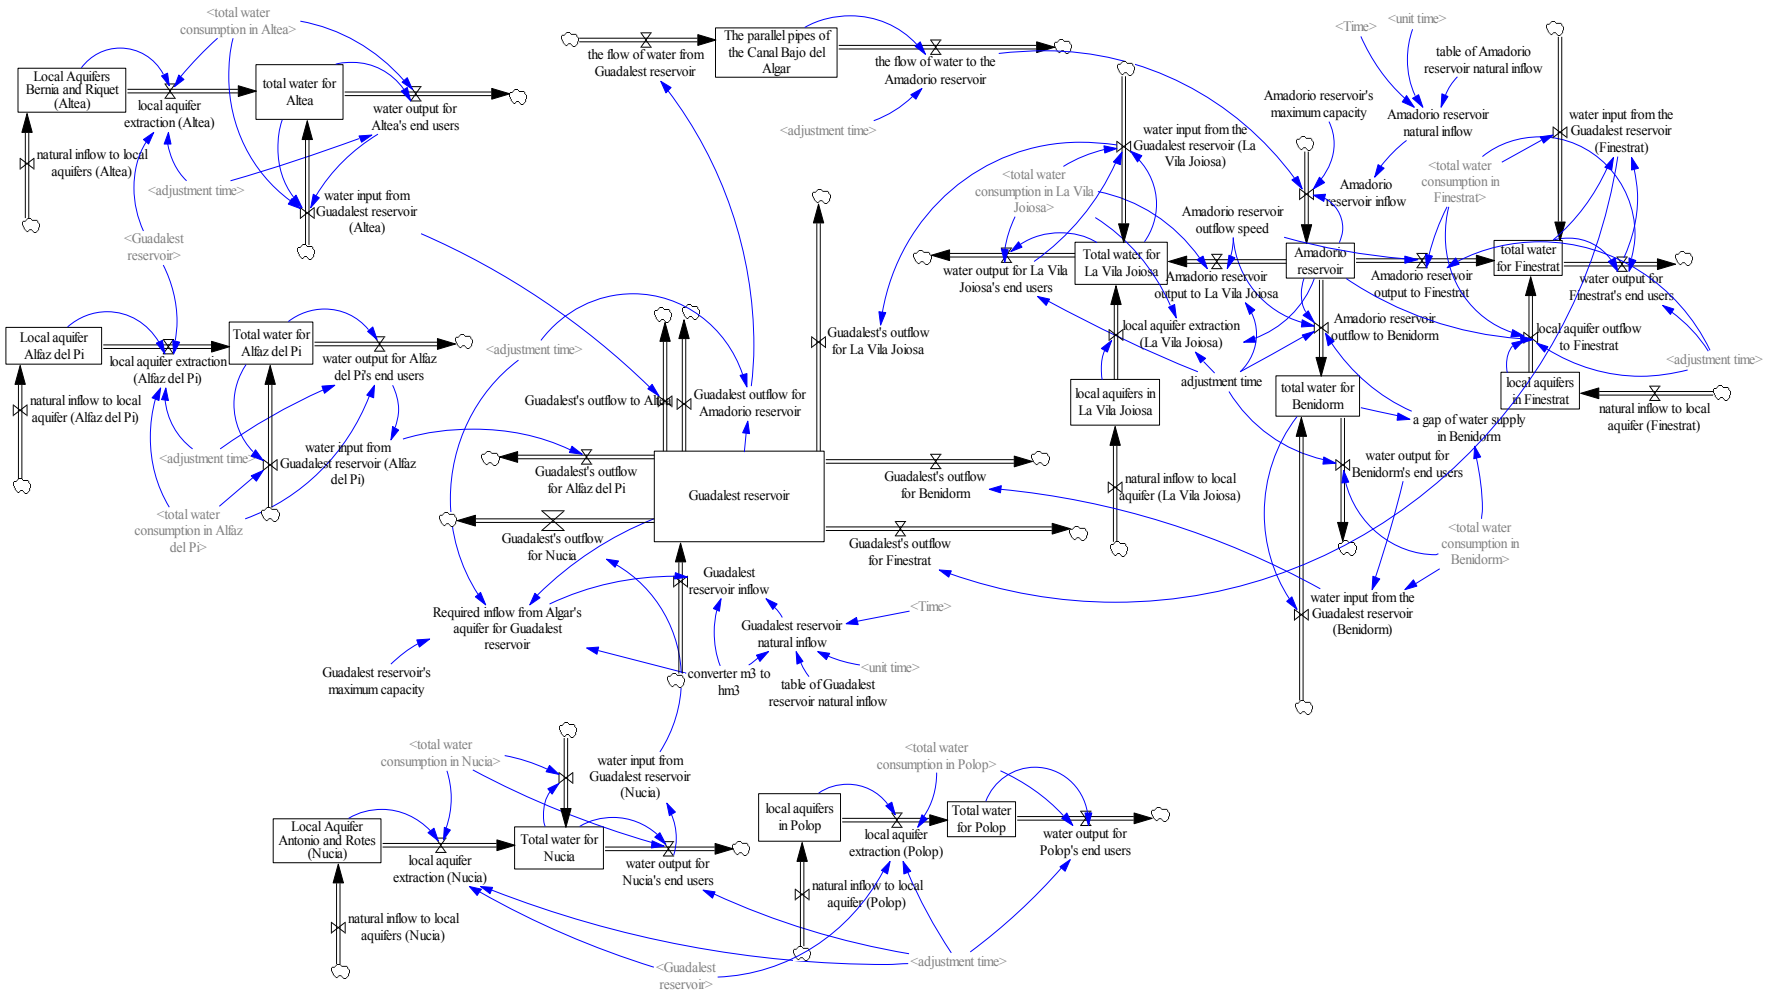 <total water
consumption in Altea>
Local Aquifers
Bernia and Riquet
(Altea)
local aquifer
extraction (Altea)
total water for
Altea
water output for
Altea's end users
natural inflow to local
aquifers (Altea)
<adjustment time>
water input from
Guadalest reservoir
(Altea)
<Guadalest
reservoir>
Local aquifer
Alfaz del Pi
local aquifer extraction
(Alfaz del Pi)
Total water for
Alfaz del Pi
water output for Alfaz
del Pi's end users
natural inflow to local
aquifer (Alfaz del Pi)
<adjustment time>
water input from
Guadalest reservoir (Alfaz
del Pi)
<total water
consumption in Alfaz
del Pi>
the flow of water from
Guadalest reservoir
The parallel pipes of
the Canal Bajo del
Algar
the flow of water to the
Amadorio reservoir
<adjustment time>
<adjustment time>
Guadalest's outflow to Altea
Guadalest outflow for
Amadorio reservoir
Guadalest's outflow
for La Vila Joiosa
Guadalest's outflow
for Alfaz del Pi
Guadalest reservoir
Guadalest's outflow
for Benidorm
Guadalest's outflow
for Nucia
Guadalest's outflow
for Finestrat
Guadalest
reservoir inflow
Required inflow from Algar's
aquifer for Guadalest
reservoir
Guadalest reservoir
natural inflow
<Time>
<unit time>
Guadalest reservoir's
maximum capacity
converter m3 to
hm3
table of Guadalest
reservoir natural inflow
water input from the
Guadalest reservoir (La
Vila Joiosa)
<total water
consumption in La Vila
Joiosa>
Total water for
La Vila Joiosa
water output for La Vila
Joiosa's end users
Amadorio reservoir
outflow speed
Amadorio reservoir
output to La Vila Joiosa
local aquifer extraction
(La Vila Joiosa)
local aquifers in
La Vila Joiosa
adjustment time
natural inflow to local
aquifer (La Vila Joiosa)
Amadorio reservoir's
maximum capacity
<Time>
<unit time>
table of Amadorio
reservoir natural inflow
Amadorio reservoir
natural inflow
Amadorio
reservoir inflow
Amadorio
reservoir
Amadorio reservoir
output to Finestrat
Amadorio reservoir
outflow to Benidorm
water input from the
Guadalest reservoir
(Finestrat)
<total water
consumption in
Finestrat>
total water
for Finestrat
water output for
Finestrat's end users
local aquifer outflow
to Finestrat
<adjustment time>
local aquifers
in Finestrat
natural inflow to local
aquifer (Finestrat)
total water for
Benidorm
a gap of water supply
in Benidorm
water output for
Benidorm's end users
<total water
consumption in
Benidorm>
water input from the
Guadalest reservoir
(Benidorm)
<total water
consumption in Nucia>
water input from
Guadalest reservoir
(Nucia)
Local Aquifer
Antonio and Rotes
(Nucia)
local aquifer
extraction (Nucia)
Total water for
Nucia
water output for
Nucia's end users
natural inflow to local
aquifers (Nucia)
<total water
consumption in Polop>
local aquifers
in Polop
local aquifer
extraction (Polop)
Total water
for Polop
water output for
Polop's end users
natural inflow to local
aquifer (Polop)
<Guadalest
reservoir>
<adjustment time>